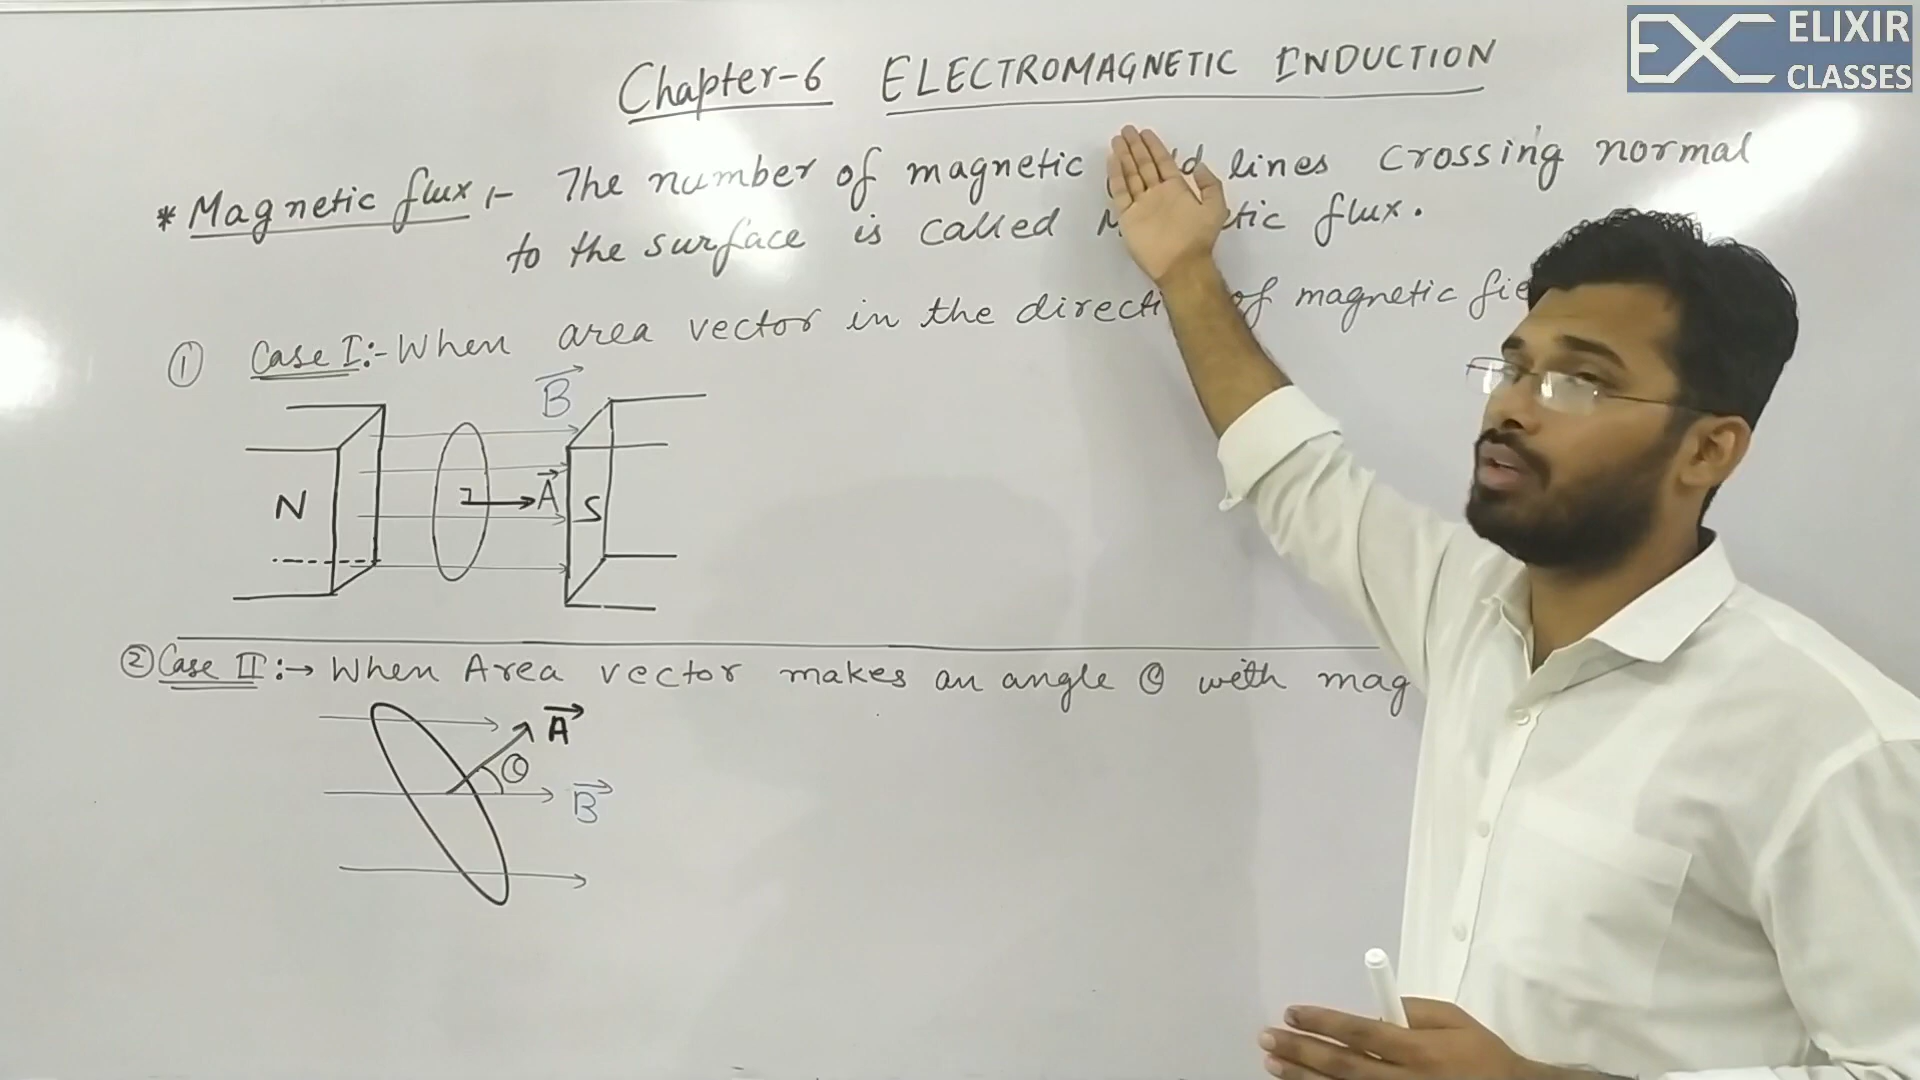 ELIXIR
EXC CLASSES
Chapter-6 ELECTROMAGNETIC INDUCTION
* Magnetic flux :- The number of magnetic lines crossing normal
to the surface is called flux.
① Case I:- When area vector in the of magnetic
B
N A S
② Case II :→ When Area vector makes an angle θ with mag
A
θ
B